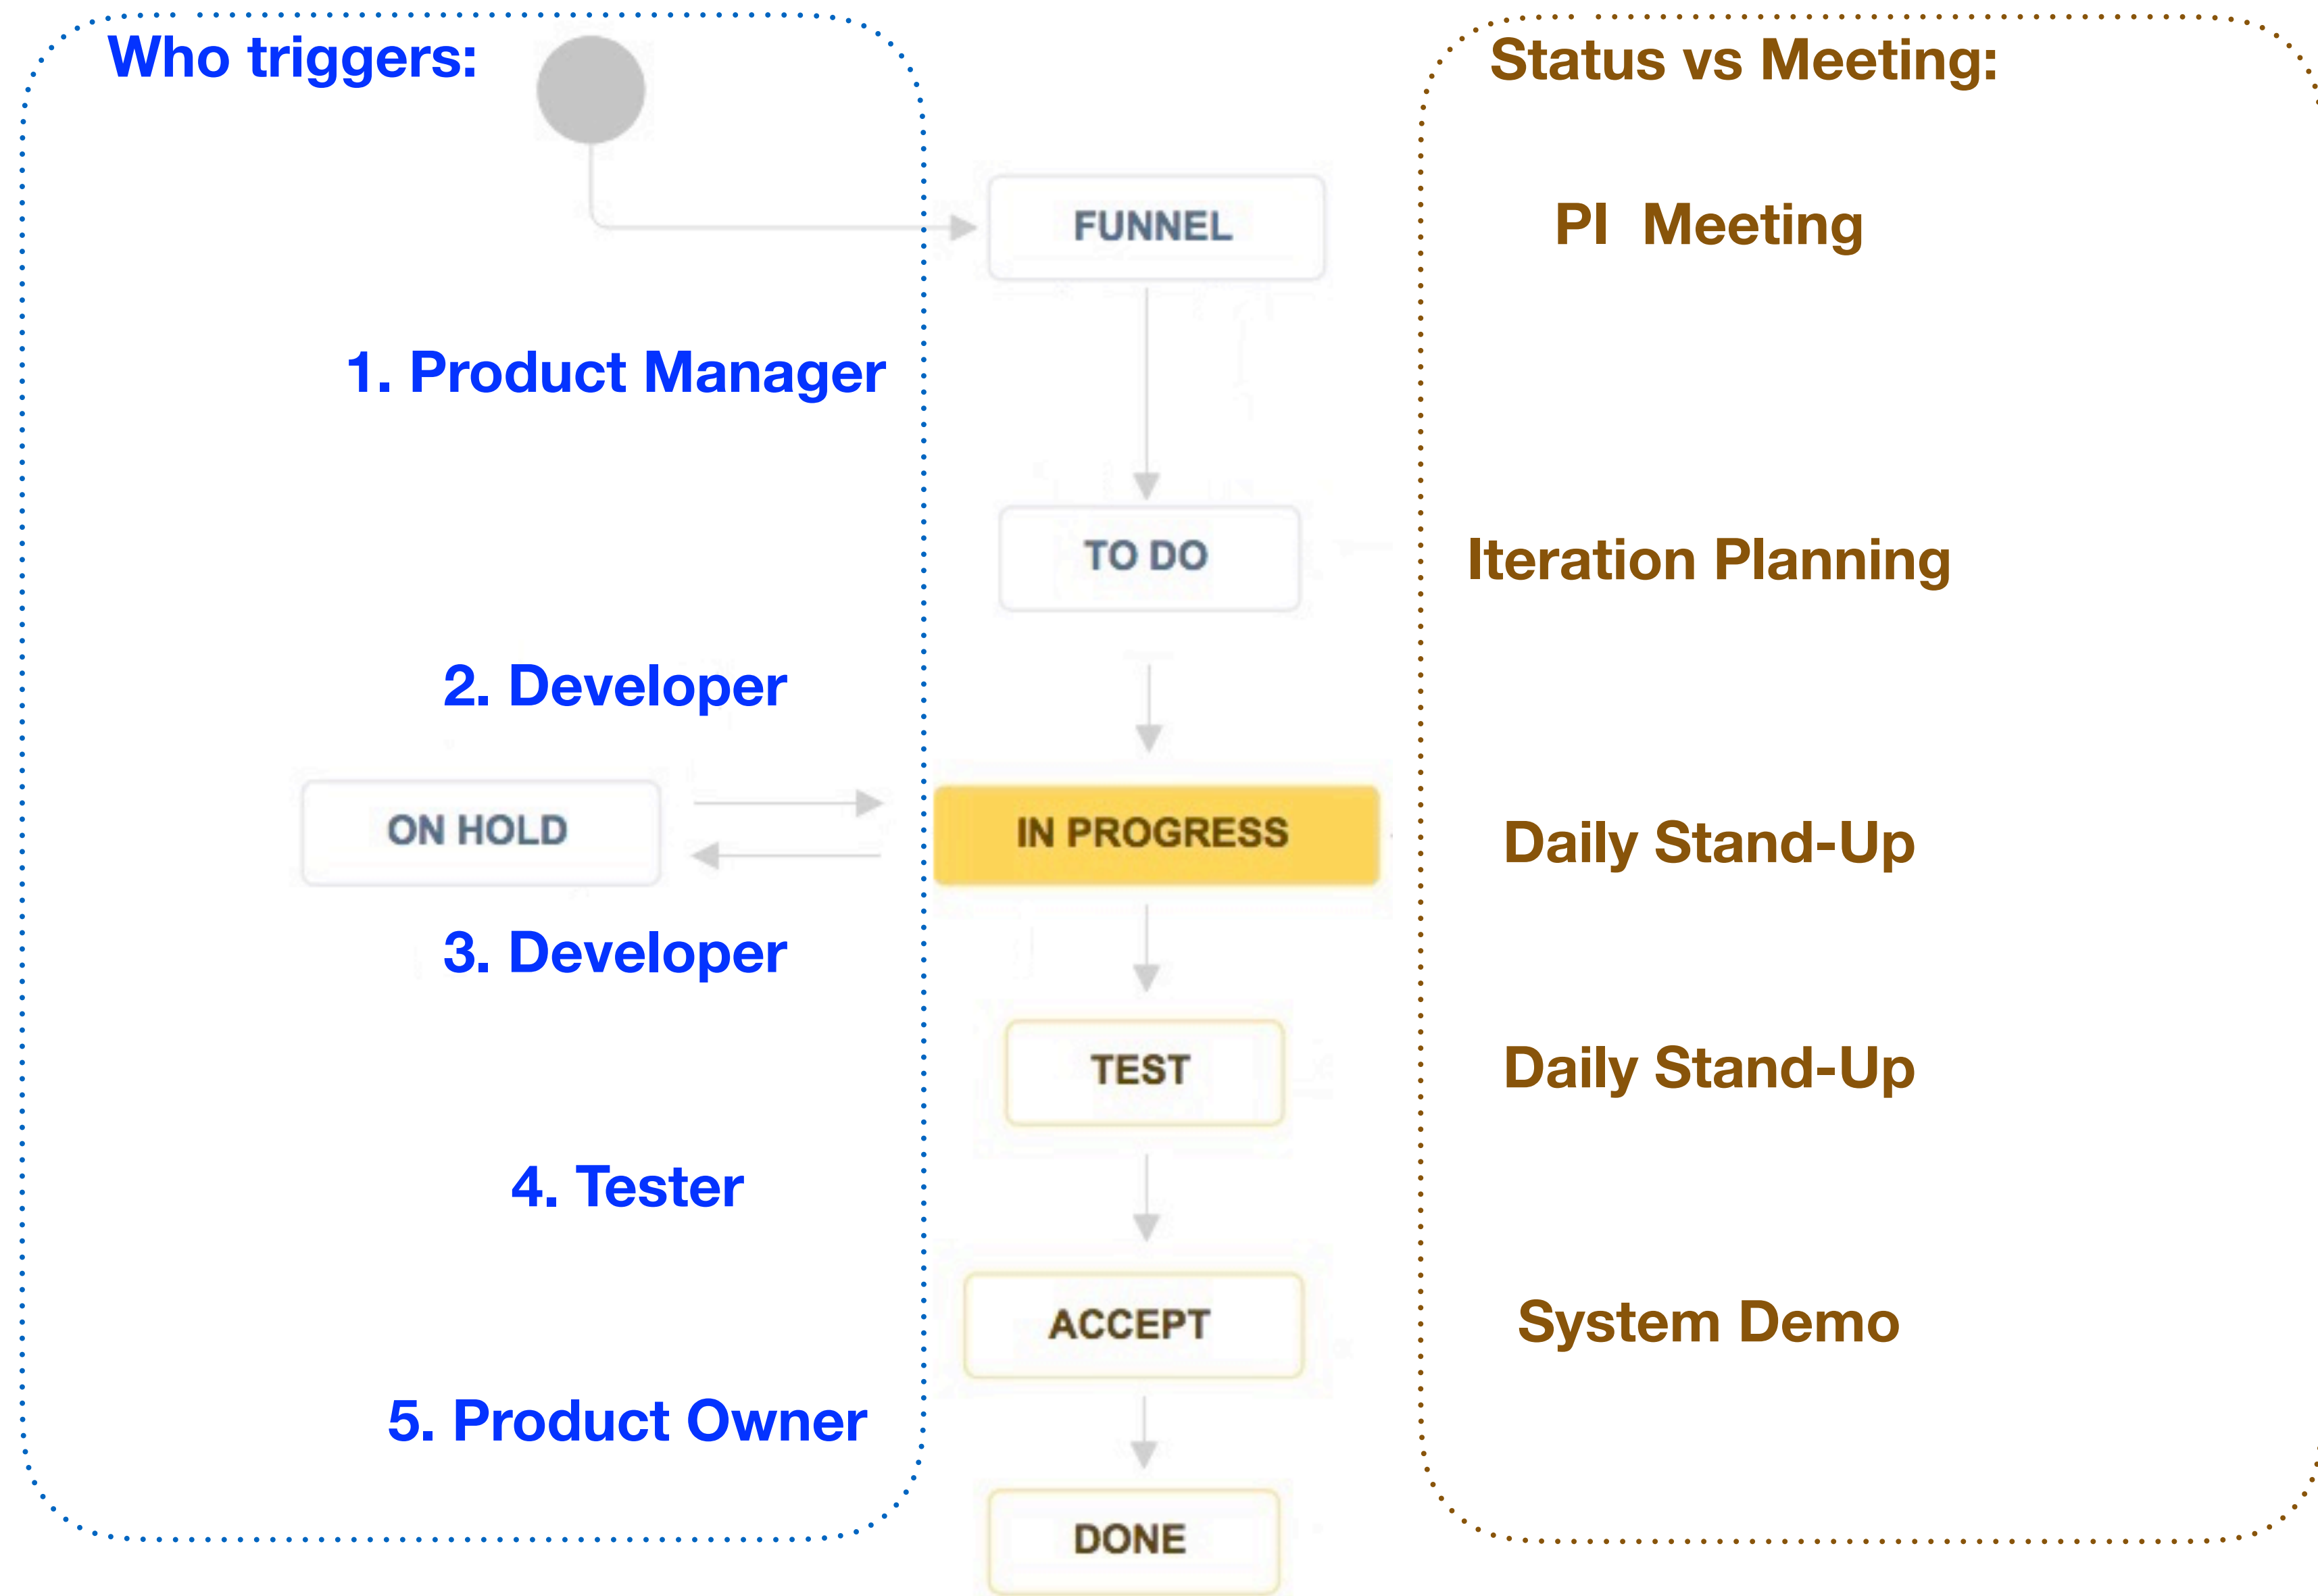 Who triggers:
Status vs Meeting:
FUNNEL
PI Meeting
1. Product Manager
TO DO
Iteration Planning
2. Developer
ON HOLD
IN PROGRESS
Daily Stand-Up
3. Developer
TEST
Daily Stand-Up
4. Tester
ACCEPT
System Demo
5. Product Owner
DONE